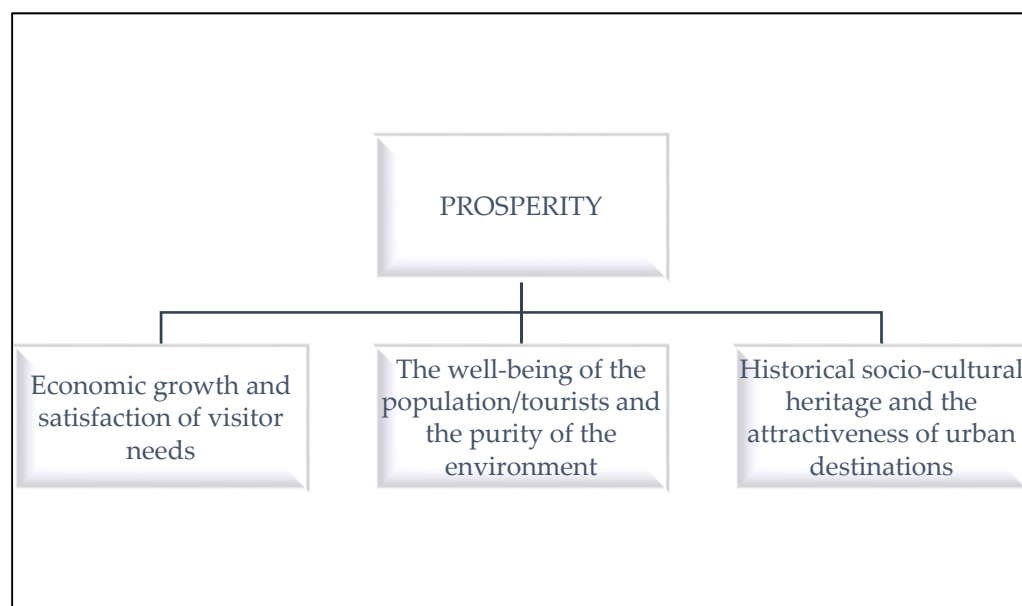 PROSPERITY
Economic growth and
satisfaction of visitor
needs
The well-being of the
population/tourists and
the purity of the
environment
Historical socio-cultural
heritage and the
attractiveness of urban
destinations